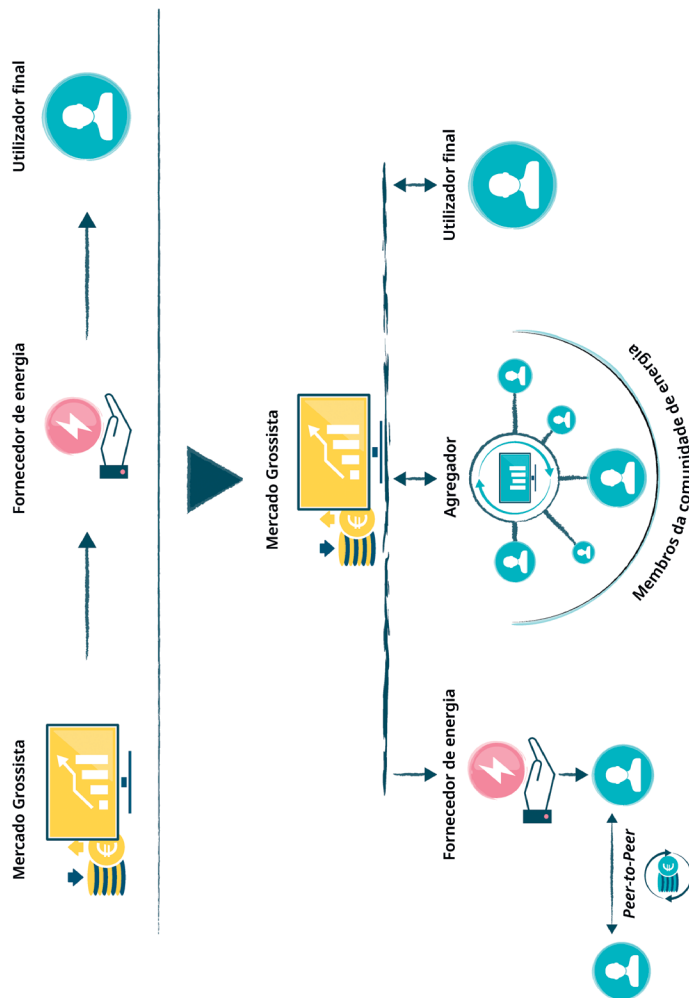 Mercado Grossista
Fornecedor de energia
Utilizador final
Mercado Grossista
Fornecedor de energia
Agregador
Utilizador final
Membros da comunidade de energia
Peer-to-Peer